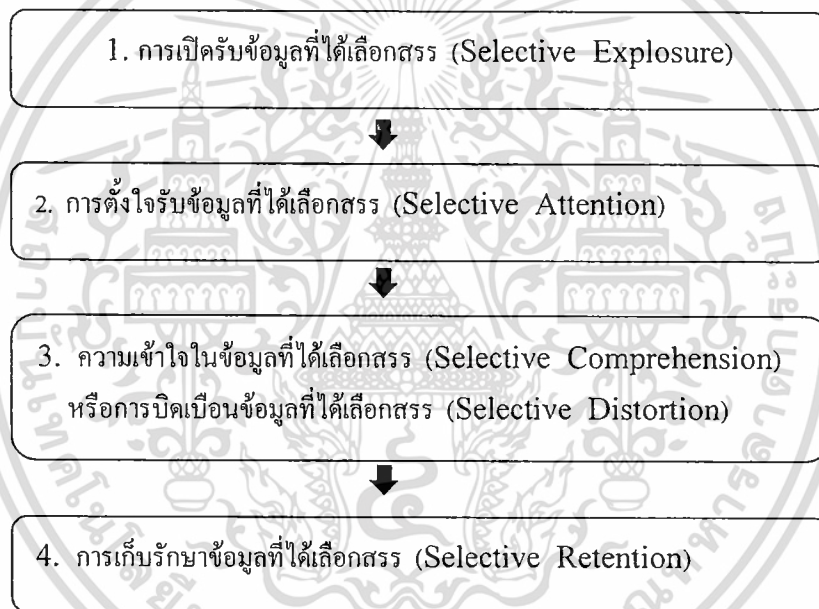 1. การเปิดรับข้อมูลที่ได้เลือกสรร (Selective Explosure)
2. การตั้งใจรับข้อมูลที่ได้เลือกสรร (Selective Attention)
3. ความเข้าใจในข้อมูลที่ได้เลือกสรร (Selective Comprehension)
หรือการบิดเบือนข้อมูลที่ได้เลือกสรร (Selective Distortion)
4. การเก็บรักษาข้อมูลที่ได้เลือกสรร (Selective Retention)